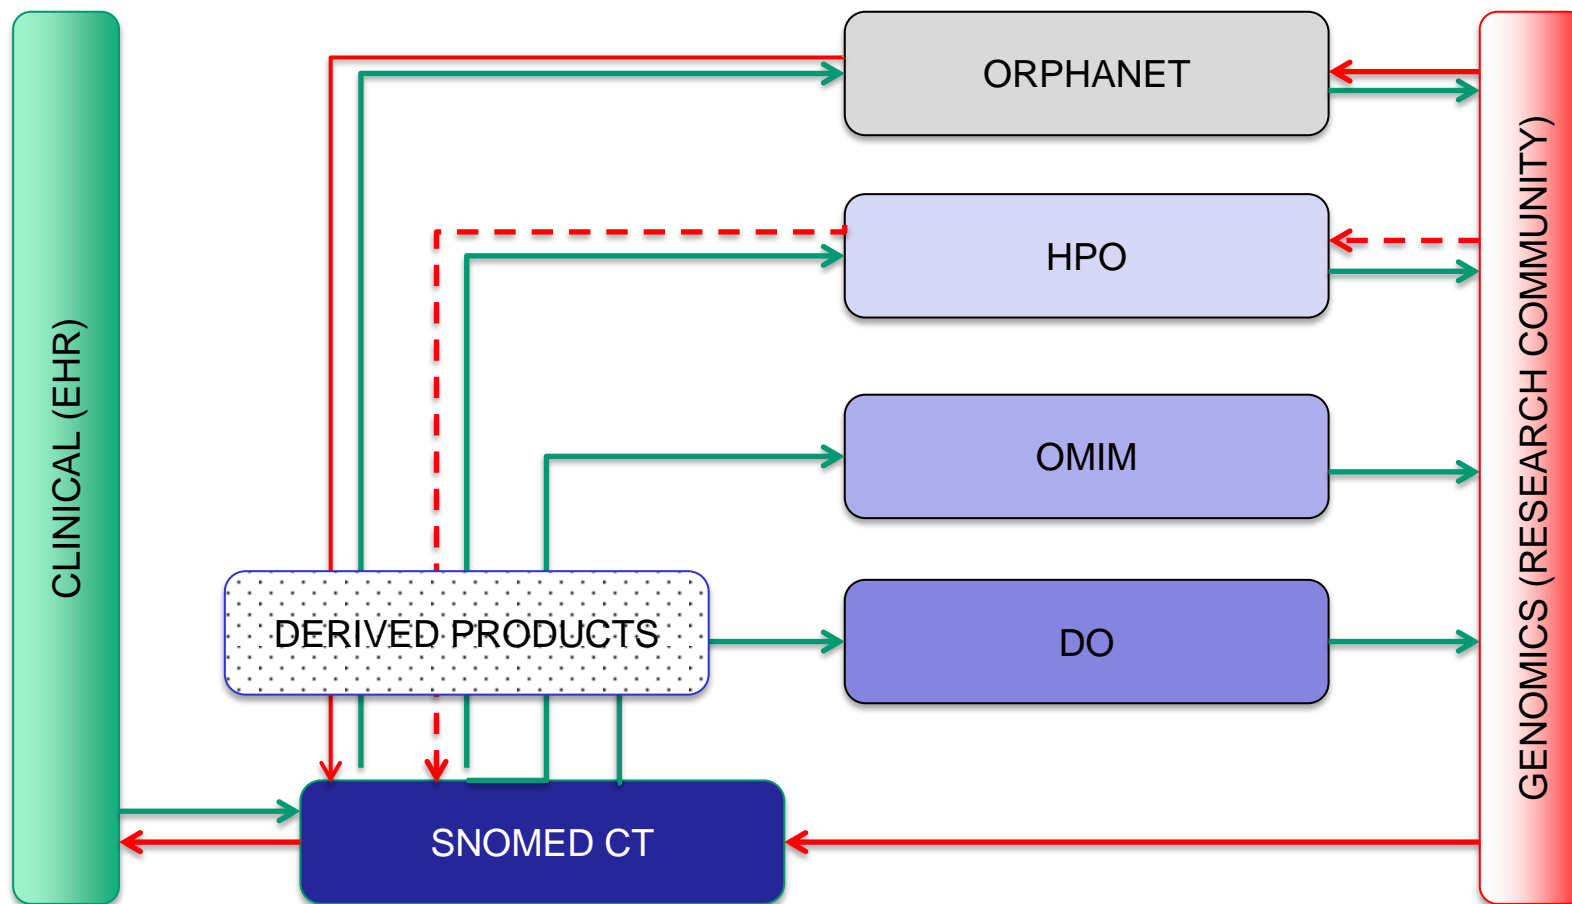 CLINICAL (EHR)
ORPHANET
HPO
OMIM
DERIVED PRODUCTS
DO
SNOMED CT
GENOMICS (RESEARCH COMMUNITY)